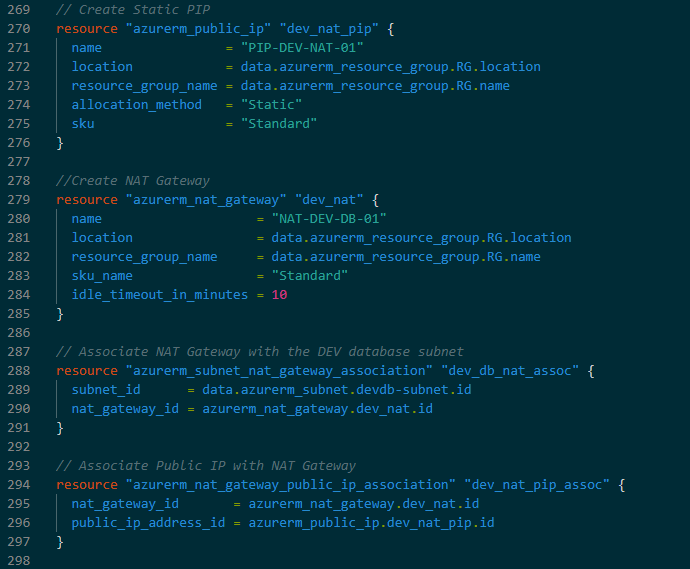 269 // Create Static PIP
270 resource "azurerm_public_ip" "dev_nat_pip" {
271   name                = "PIP-DEV-NAT-01"
272   location            = data.azurerm_resource_group.RG.location
273   resource_group_name = data.azurerm_resource_group.RG.name
274   allocation_method   = "Static"
275   sku                 = "Standard"
276 }
277
278 //Create NAT Gateway
279 resource "azurerm_nat_gateway" "dev_nat" {
280   name                    = "NAT-DEV-DB-01"
281   location                = data.azurerm_resource_group.RG.location
282   resource_group_name     = data.azurerm_resource_group.RG.name
283   sku_name                = "Standard"
284   idle_timeout_in_minutes = 10
285 }
286
287 // Associate NAT Gateway with the DEV database subnet
288 resource "azurerm_subnet_nat_gateway_association" "dev_db_nat_assoc" {
289   subnet_id      = data.azurerm_subnet.devdb-subnet.id
290   nat_gateway_id = azurerm_nat_gateway.dev_nat.id
291 }
292
293 // Associate Public IP with NAT Gateway
294 resource "azurerm_nat_gateway_public_ip_association" "dev_nat_pip_assoc" {
295   nat_gateway_id       = azurerm_nat_gateway.dev_nat.id
296   public_ip_address_id = azurerm_public_ip.dev_nat_pip.id
297 }
298